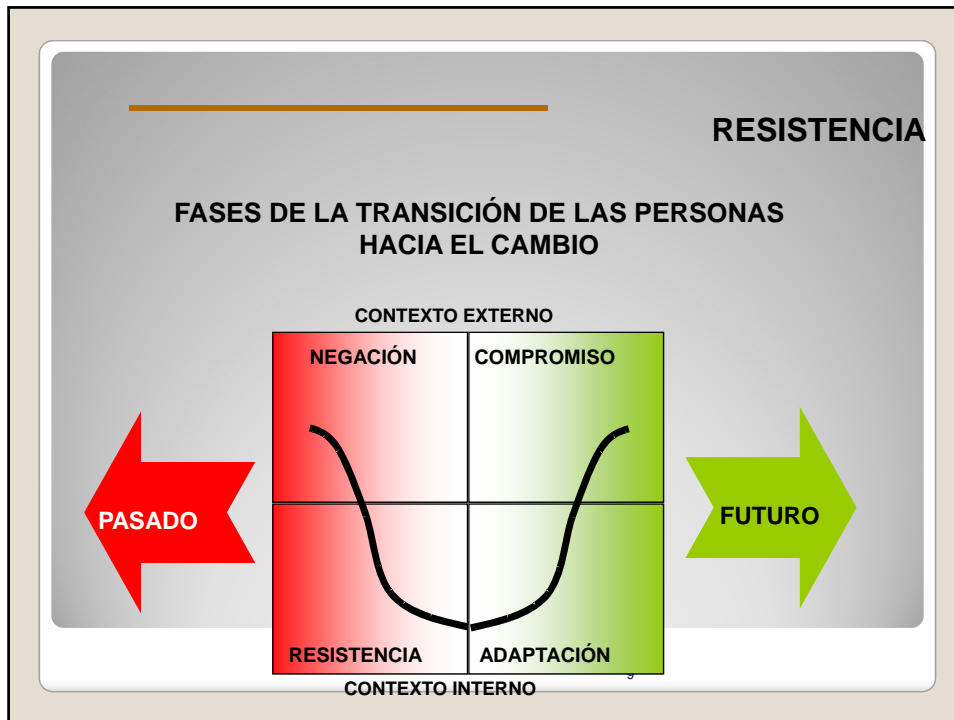 RESISTENCIA
FASES DE LA TRANSICIÓN DE LAS PERSONAS
HACIA EL CAMBIO
CONTEXTO EXTERNO
NEGACIÓN
COMPROMISO
PASADO
FUTURO
RESISTENCIA
ADAPTACIÓN
CONTEXTO INTERNO